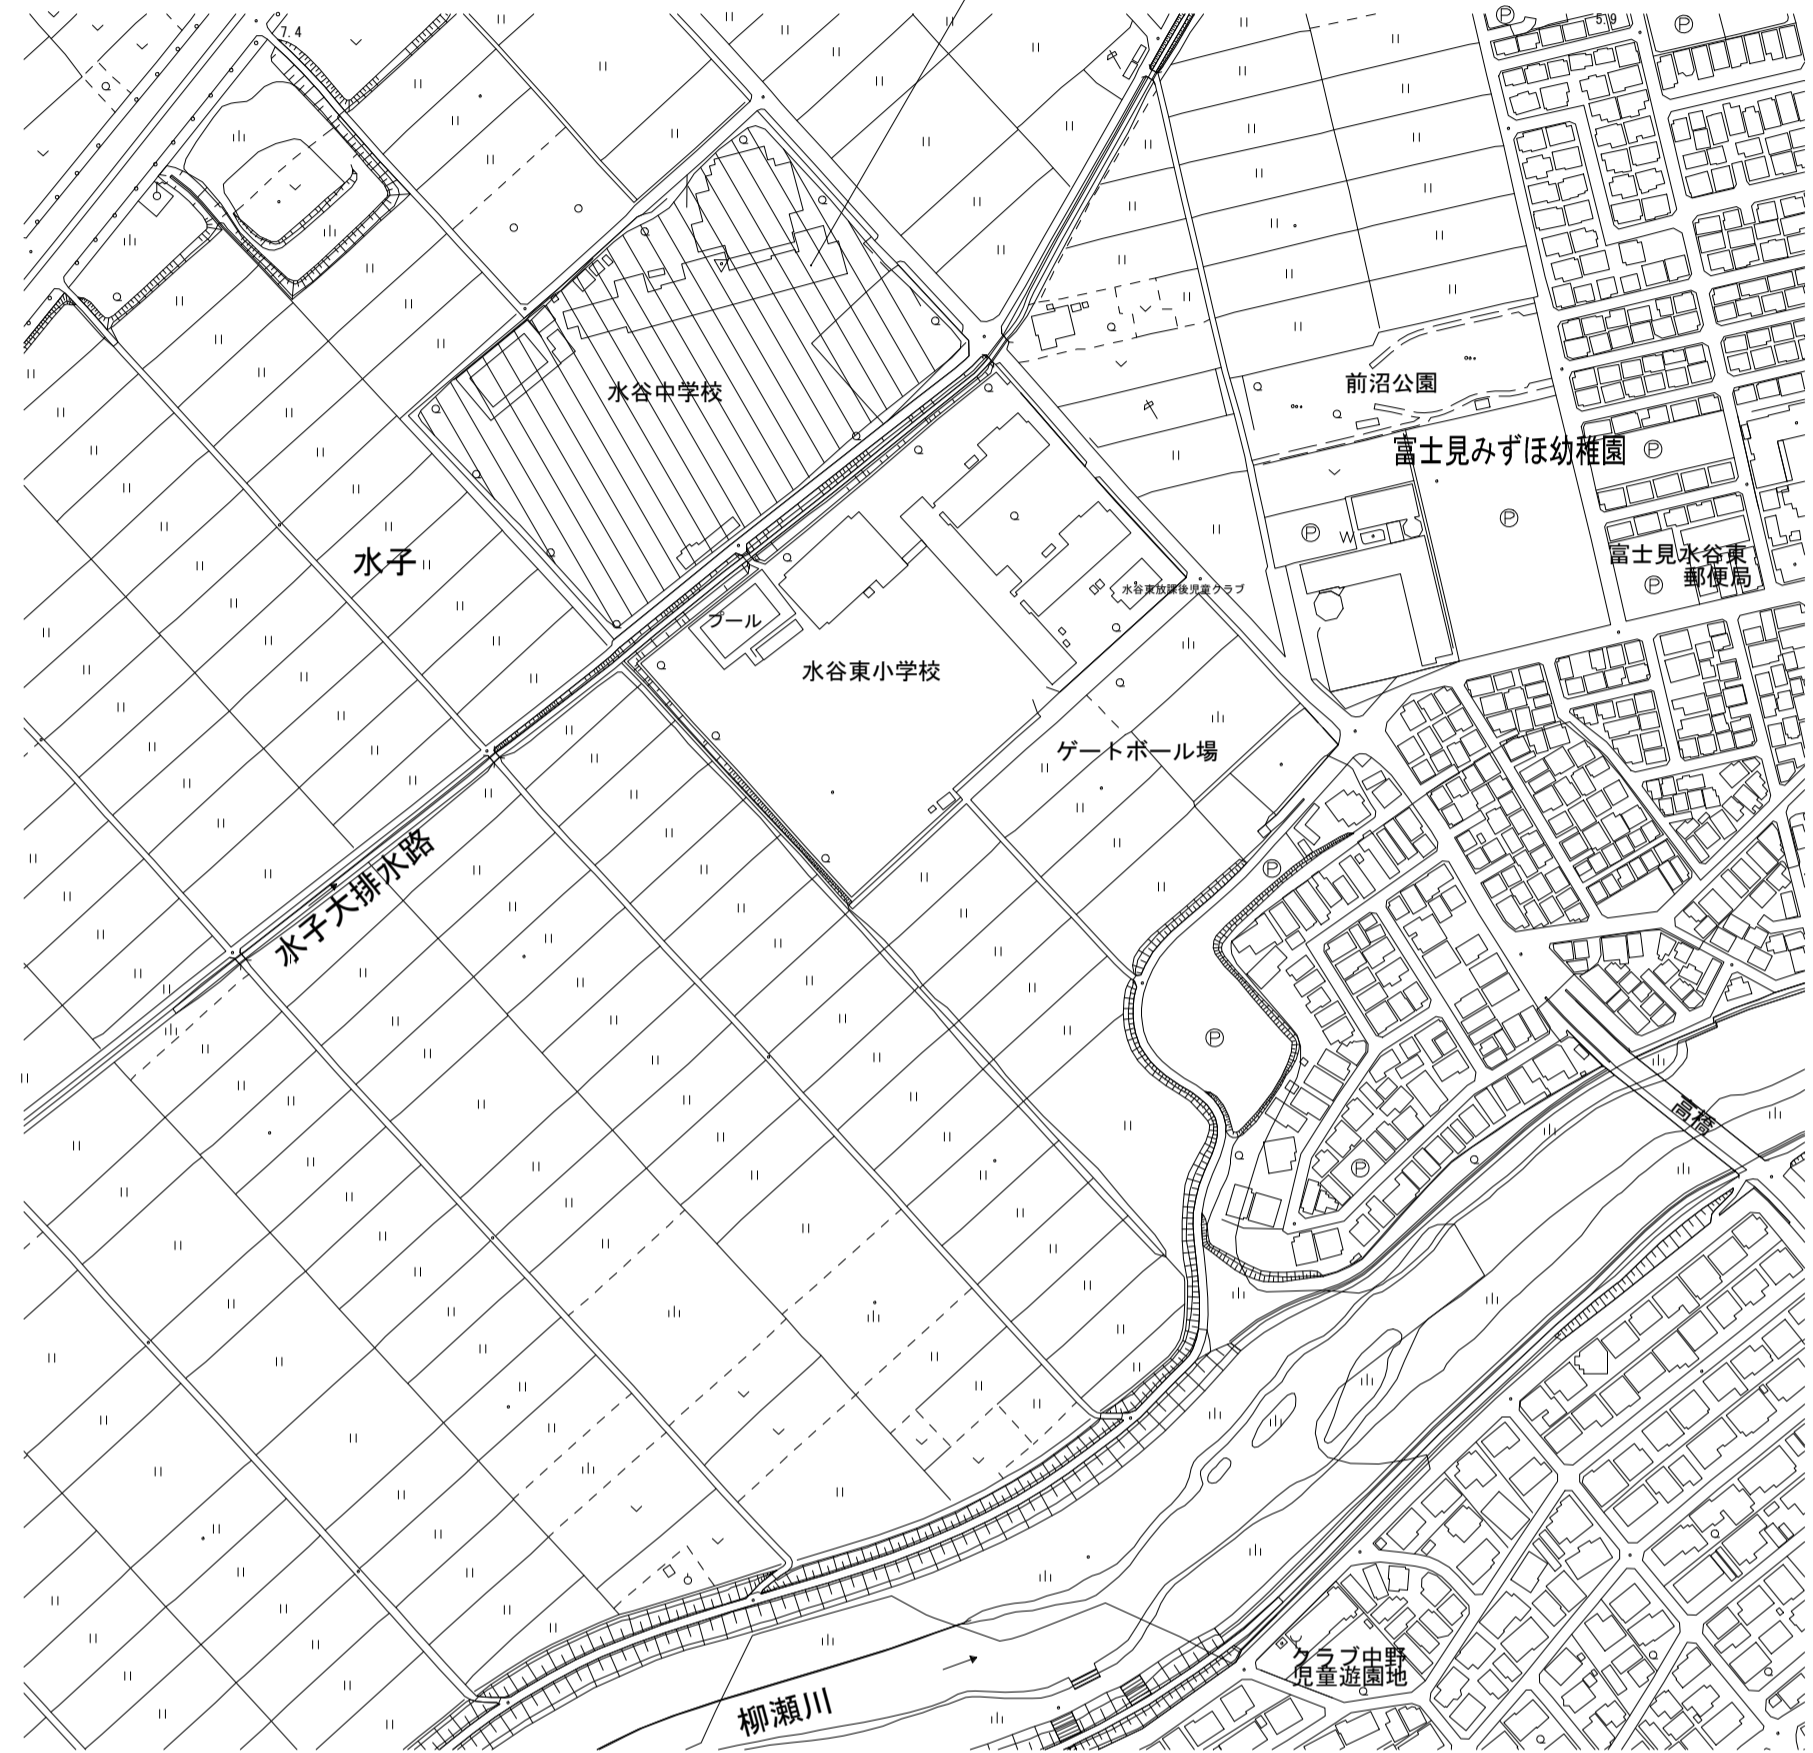 7.4
5.9
P
P
水谷中学校
前沼公園
富士見みずほ幼稚園
P
P
P
W
水子
富士見水谷東
郵便局
P
水谷東放課後児童クラブ
プール
水谷東小学校
ゲートボール場
水子大排水路
P
P
高橋
P
クラブ中野
児童遊園地
柳瀬川